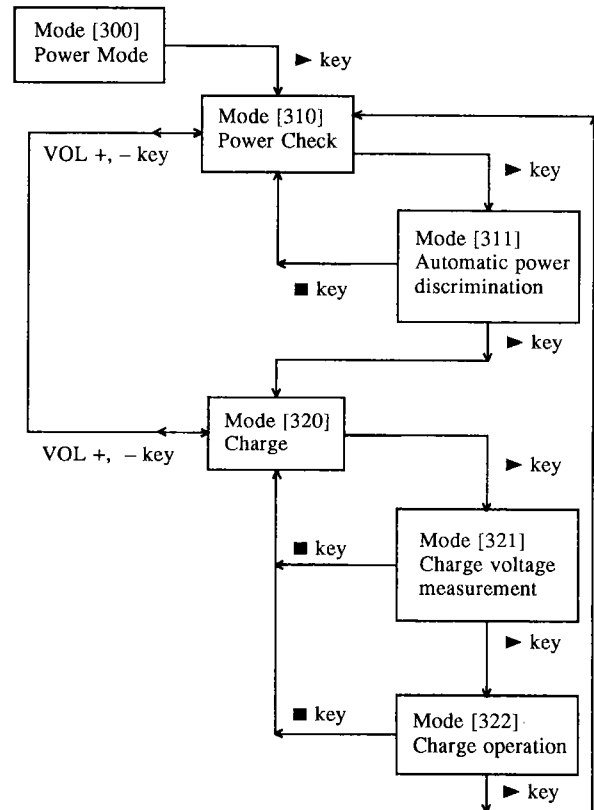 Mode [300]
Power Mode
► key
Mode [310]
Power Check
VOL +, – key
► key
Mode [311]
Automatic power
discrimination
■ key
► key
Mode [320]
Charge
VOL +, – key
► key
■ key
Mode [321]
Charge voltage
measurement
► key
■ key
Mode [322]
Charge operation
► key